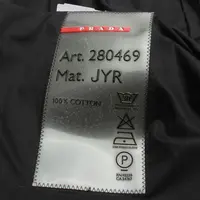 PRADA
Art. 280469
Mat. JYR
100% COTTON
P